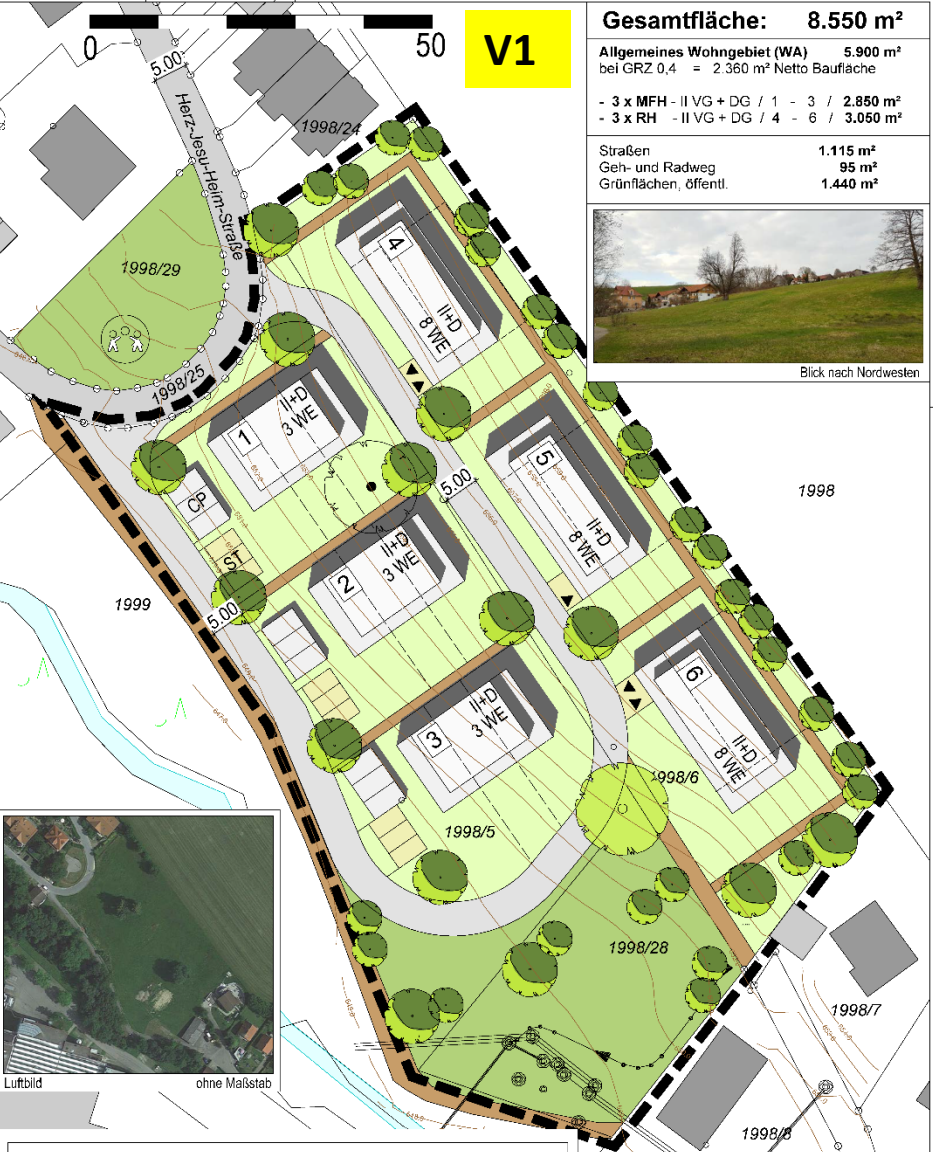 Gesamtfläche: 8.550 m²
Allgemeines Wohngebiet (WA) 5.900 m²
bei GRZ 0,4 = 2.360 m² Netto Baufläche
- 3 x MFH - II VG + DG / 1 - 3 / 2.850 m²
- 3 x RH - II VG + DG / 4 - 6 / 3.050 m²
Straßen 1.115 m²
Geh- und Radweg 95 m²
Grünflächen, öffentl. 1.440 m²
Blick nach Nordwesten
0 50
V1
5.00
Herz-Jesu-Heim-Straße
1998/24
1998/29
1998/25
4
II+D
8 WE
1
II+D
3 WE
CP
ST
5.00
5
II+D
8 WE
1998
2
II+D
3 WE
1999
5.00
3
II+D
3 WE
6
II+D
8 WE
1998/6
1998/5
1998/28
1998/7
1998/8
Luftbild
ohne Maßstab